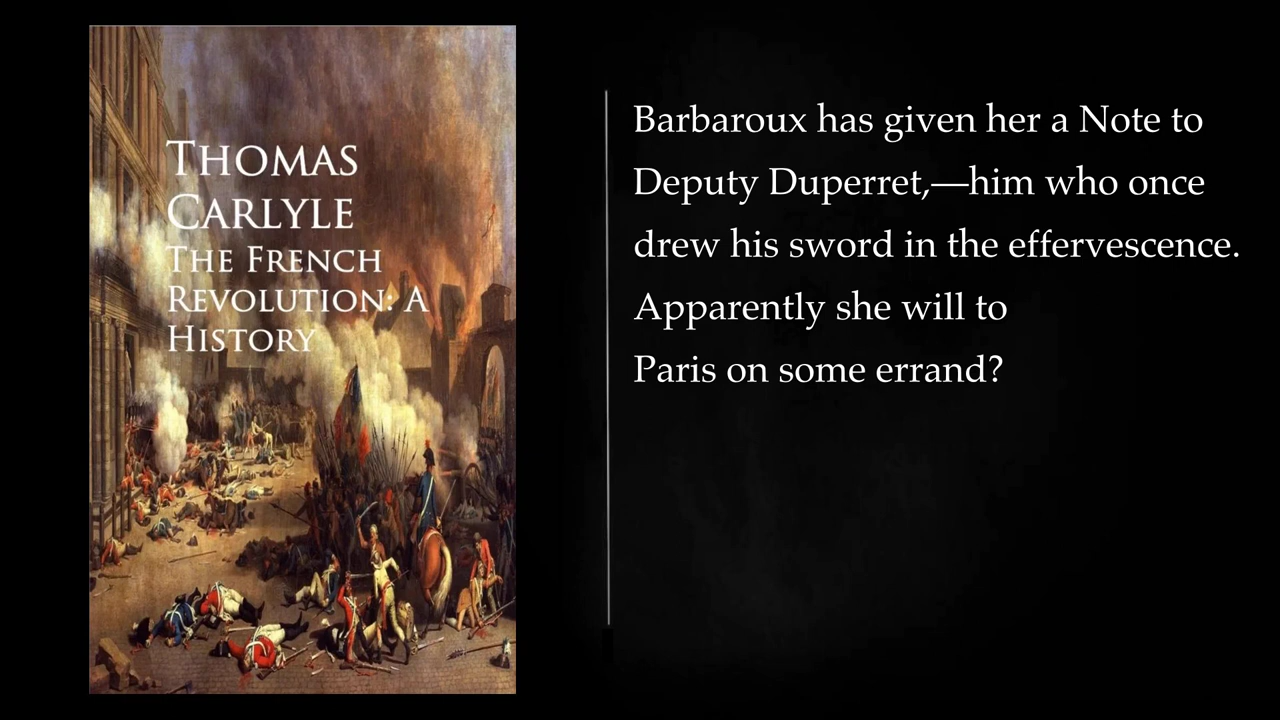 THOMAS
CARLYLE
THE FRENCH
REVOLUTION: A
HISTORY
Barbaroux has given her a Note to
Deputy Duperret,—him who once
drew his sword in the effervescence.
Apparently she will to
Paris on some errand?